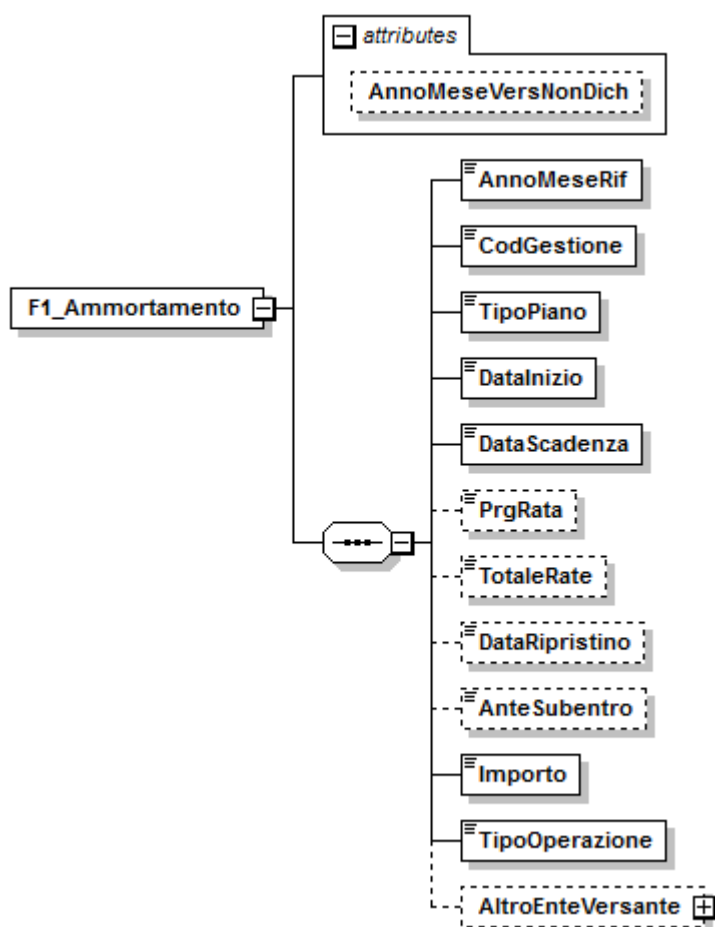 attributes
AnnoMeseVersNonDich
AnnoMeseRif
CodGestione
F1_Ammortamento
TipoPiano
DataInizio
DataScadenza
PrgRata
TotaleRate
DataRipristino
AnteSubentro
Importo
TipoOperazione
AltroEnteVersante